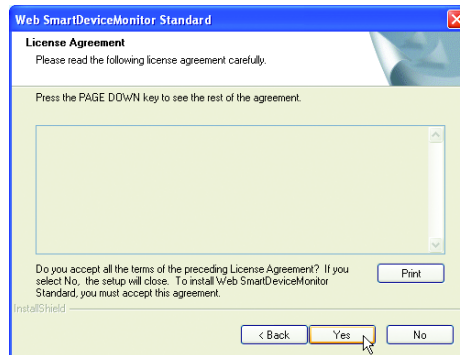 Web SmartDeviceMonitor Standard
License Agreement
Please read the following license agreement carefully.
Press the PAGE DOWN key to see the rest of the agreement.
Do you accept all the terms of the preceding License Agreement? If you
select No, the setup will close. To install Web SmartDeviceMonitor
Standard, you must accept this agreement.
Print
InstallShield
< Back
Yes
No